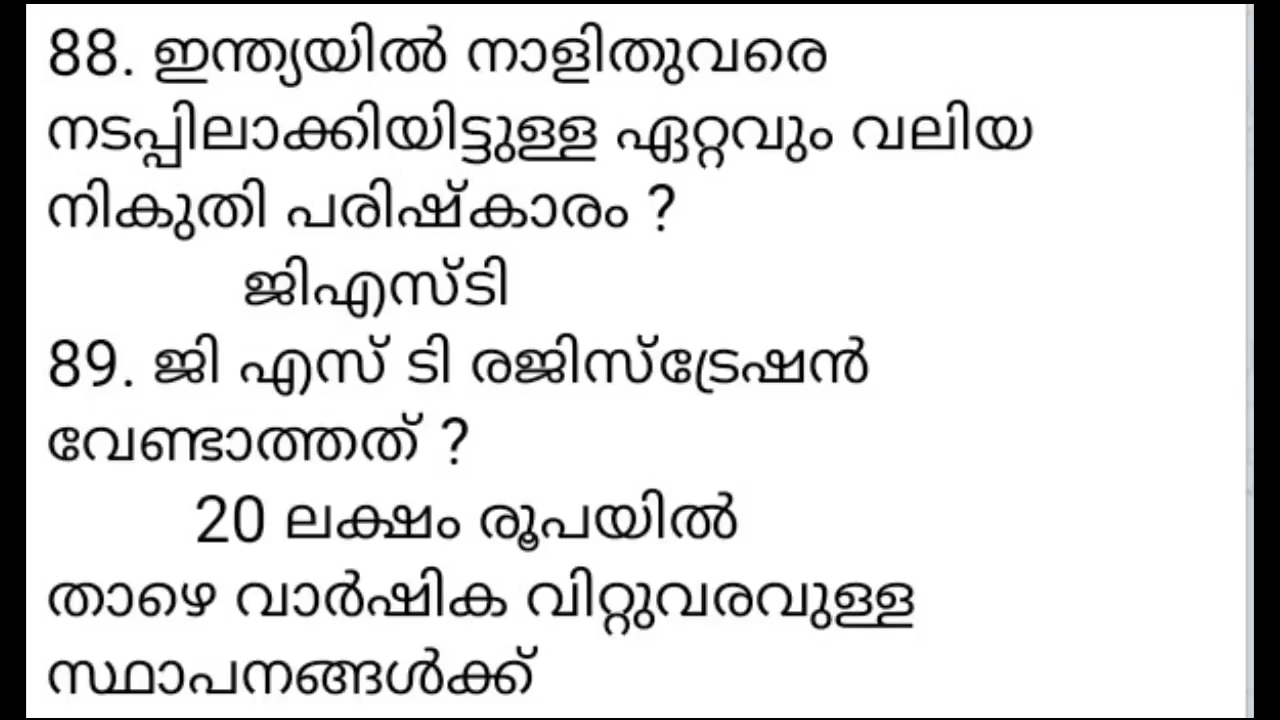 88. ഇന്ത്യയിൽ നാളിതുവരെ
നടപ്പിലാക്കിയിട്ടുള്ള ഏറ്റവും വലിയ
നികുതി പരിഷ്കാരം ?
ജിഎസ്ടി
89. ജി എസ് ടി രജിസ്ട്രേഷൻ
വേണ്ടാത്തത് ?
20 ലക്ഷം രൂപയിൽ
താഴെ വാർഷിക വിറ്റുവരവുള്ള
സ്ഥാപനങ്ങൾക്ക്